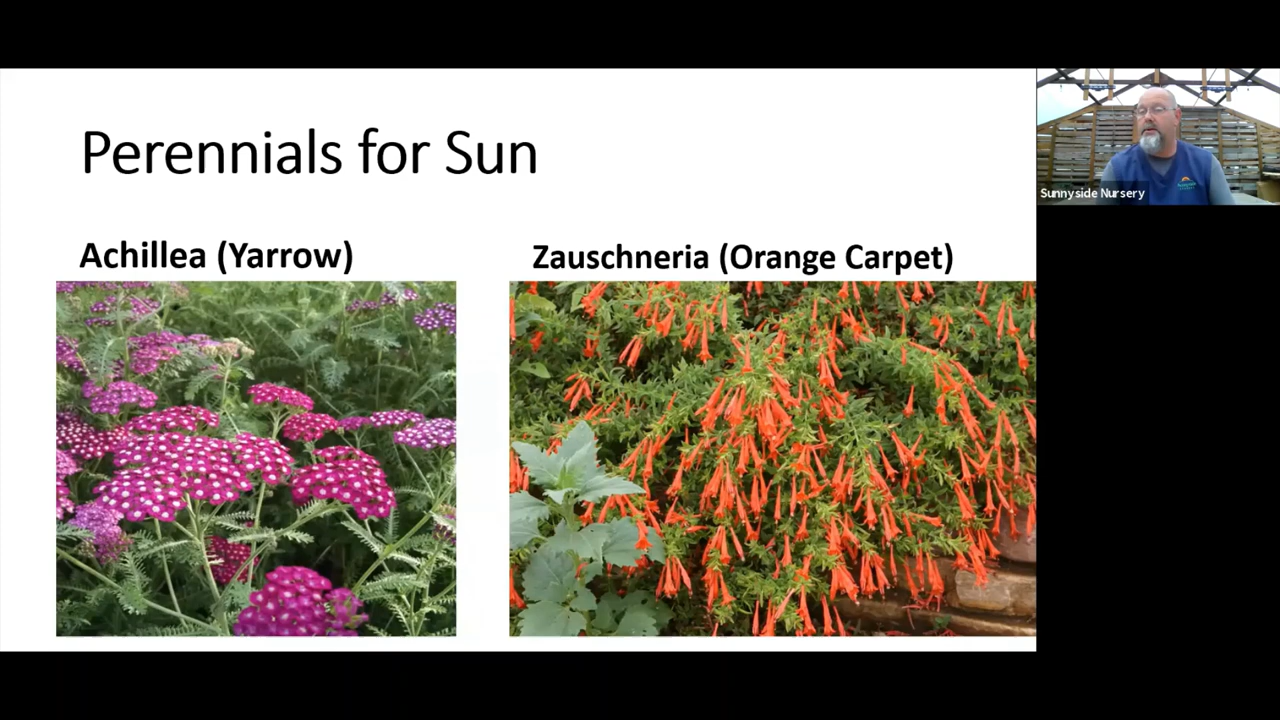 Perennials for Sun
Achillea (Yarrow)
Zauschneria (Orange Carpet)
Sunnyside Nursery